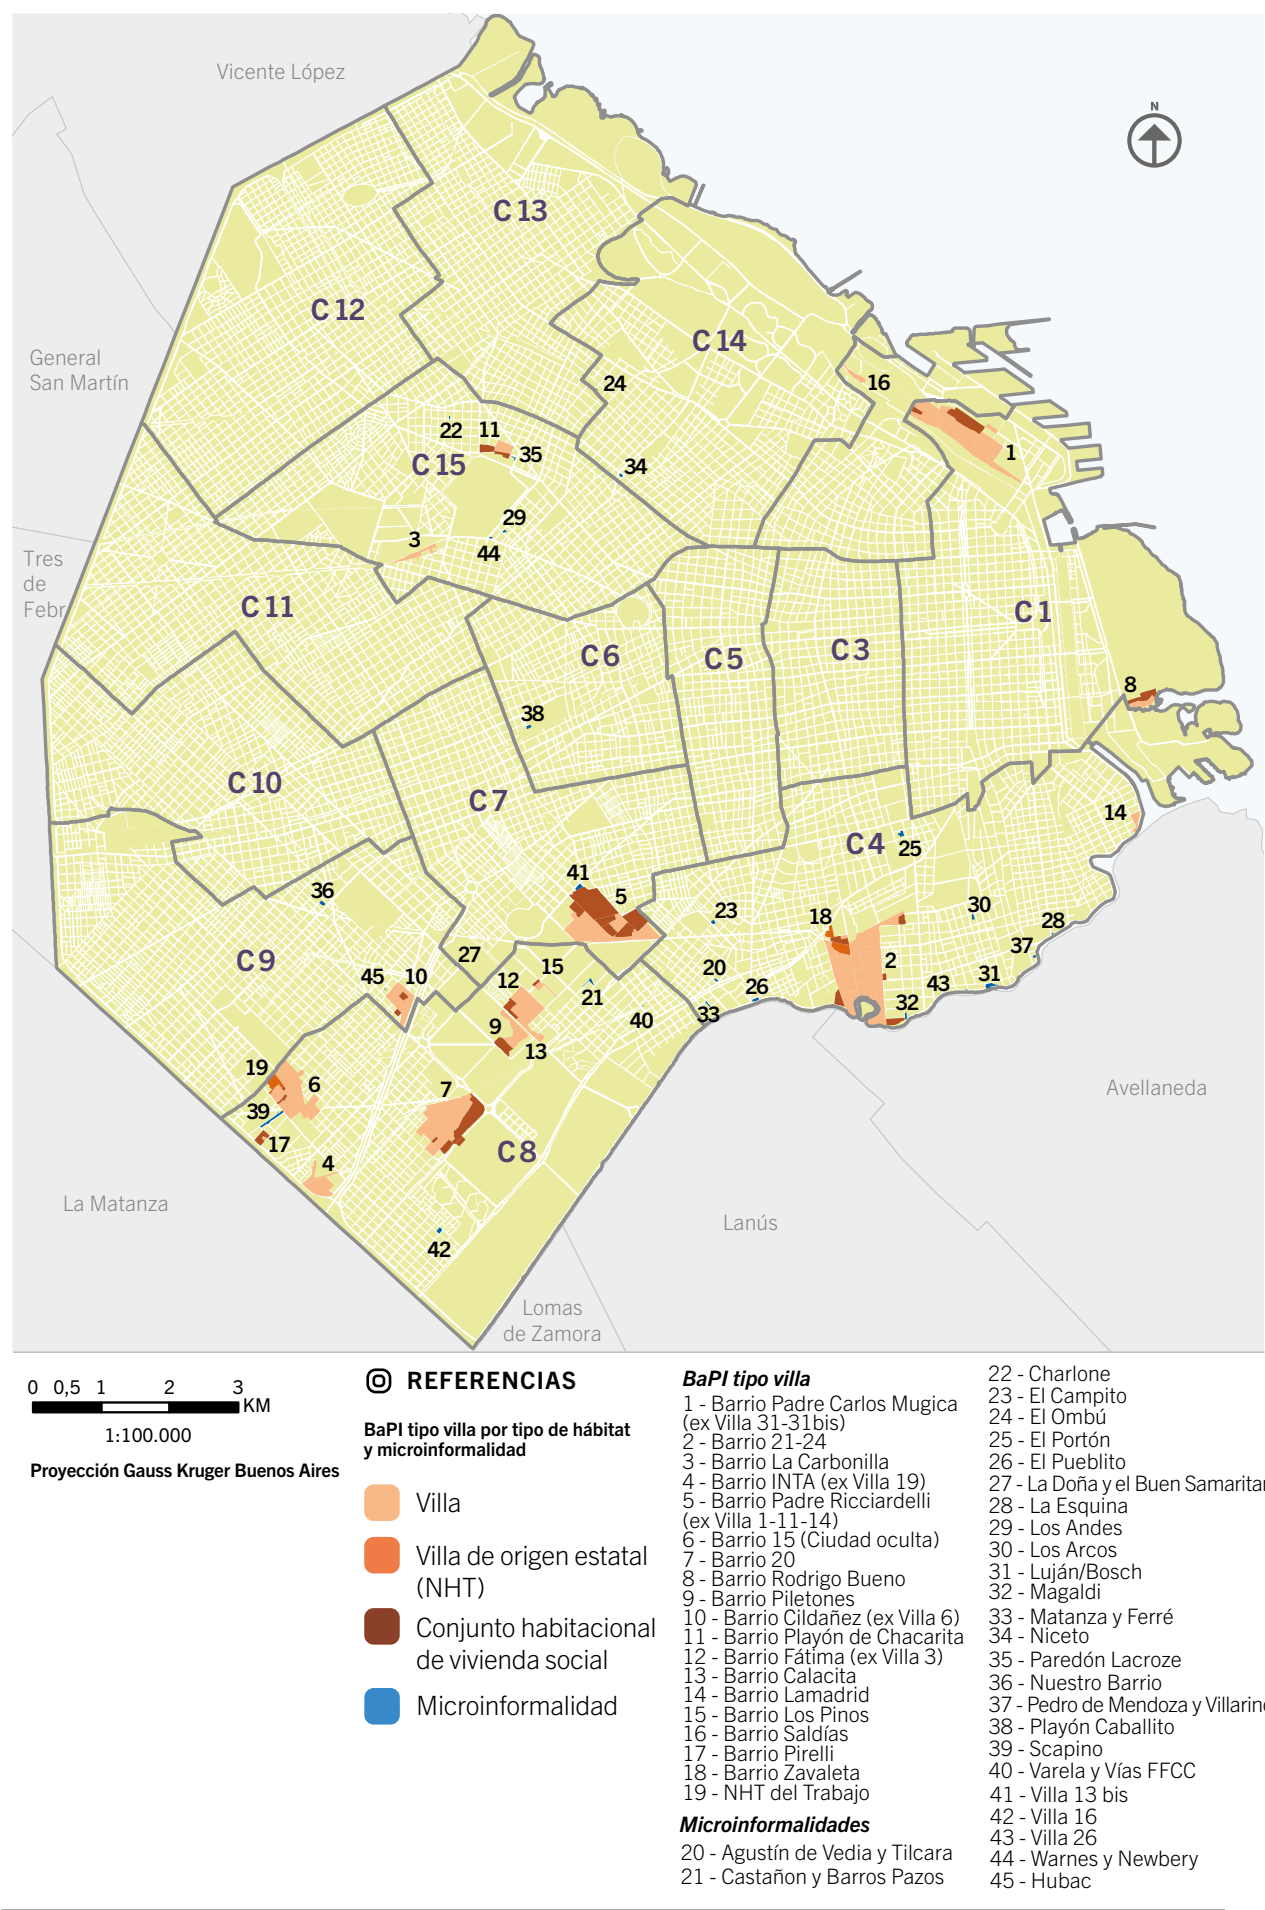 Vicente López
N
C 13
C 12
C 14
General
San Martín
24
16
22
11
35
1
C 15
34
29
3
44
Tres
de
Febr
C 11
C 1
C 6
C 5
C 3
8
38
C 10
C 7
14
C 4
25
41
36
5
23
18
30
28
37
27
C 9
45
10
12
15
20
2
21
26
43
31
32
33
40
9
13
19
6
7
Avellaneda
39
17
4
C 8
La Matanza
Lanús
42
Lomas
de Zamora
0 0,5 1 2 3
KM
1:100.000
Proyección Gauss Kruger Buenos Aires
REFERENCIAS
BaPI tipo villa por tipo de hábitat
y microinformalidad
Villa
Villa de origen estatal
(NHT)
Conjunto habitacional
de vivienda social
Microinformalidad
BaPI tipo villa
1 - Barrio Padre Carlos Mugica
(ex Villa 31-31bis)
2 - Barrio 21-24
3 - Barrio La Carbonilla
4 - Barrio INTA (ex Villa 19)
5 - Barrio Padre Ricciardelli
(ex Villa 1-11-14)
6 - Barrio 15 (Ciudad oculta)
7 - Barrio 20
8 - Barrio Rodrigo Bueno
9 - Barrio Piletones
10 - Barrio Cildañez (ex Villa 6)
11 - Barrio Playón de Chacarita
12 - Barrio Fátima (ex Villa 3)
13 - Barrio Calacita
14 - Barrio Lamadrid
15 - Barrio Los Pinos
16 - Barrio Saldías
17 - Barrio Pirelli
18 - Barrio Zavaleta
19 - NHT del Trabajo
Microinformalidades
20 - Agustín de Vedia y Tilcara
21 - Castañon y Barros Pazos
22 - Charlone
23 - El Campito
24 - El Ombú
25 - El Portón
26 - El Pueblito
27 - La Doña y el Buen Samaritan
28 - La Esquina
29 - Los Andes
30 - Los Arcos
31 - Luján/Bosch
32 - Magaldi
33 - Matanza y Ferré
34 - Niceto
35 - Paredón Lacroze
36 - Nuestro Barrio
37 - Pedro de Mendoza y Villarino
38 - Playón Caballito
39 - Scapino
40 - Varela y Vías FFCC
41 - Villa 13 bis
42 - Villa 16
43 - Villa 26
44 - Warnes y Newbery
45 - Hubac